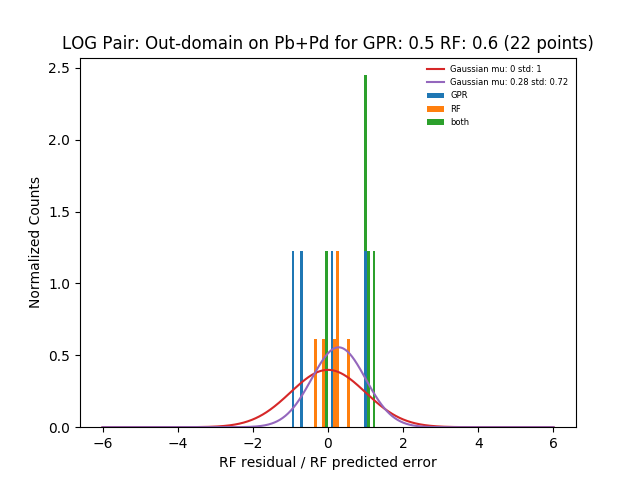 LOG Pair: Out-domain on Pb+Pd for GPR: 0.5 RF: 0.6 (22 points)
Normalized Counts
2.5
2.0
1.5
1.0
0.5
0.0
Gaussian mu: 0 std: 1
Gaussian mu: 0.28 std: 0.72
GPR
RF
both
−6 −4 −2 0 2 4 6
RF residual / RF predicted error